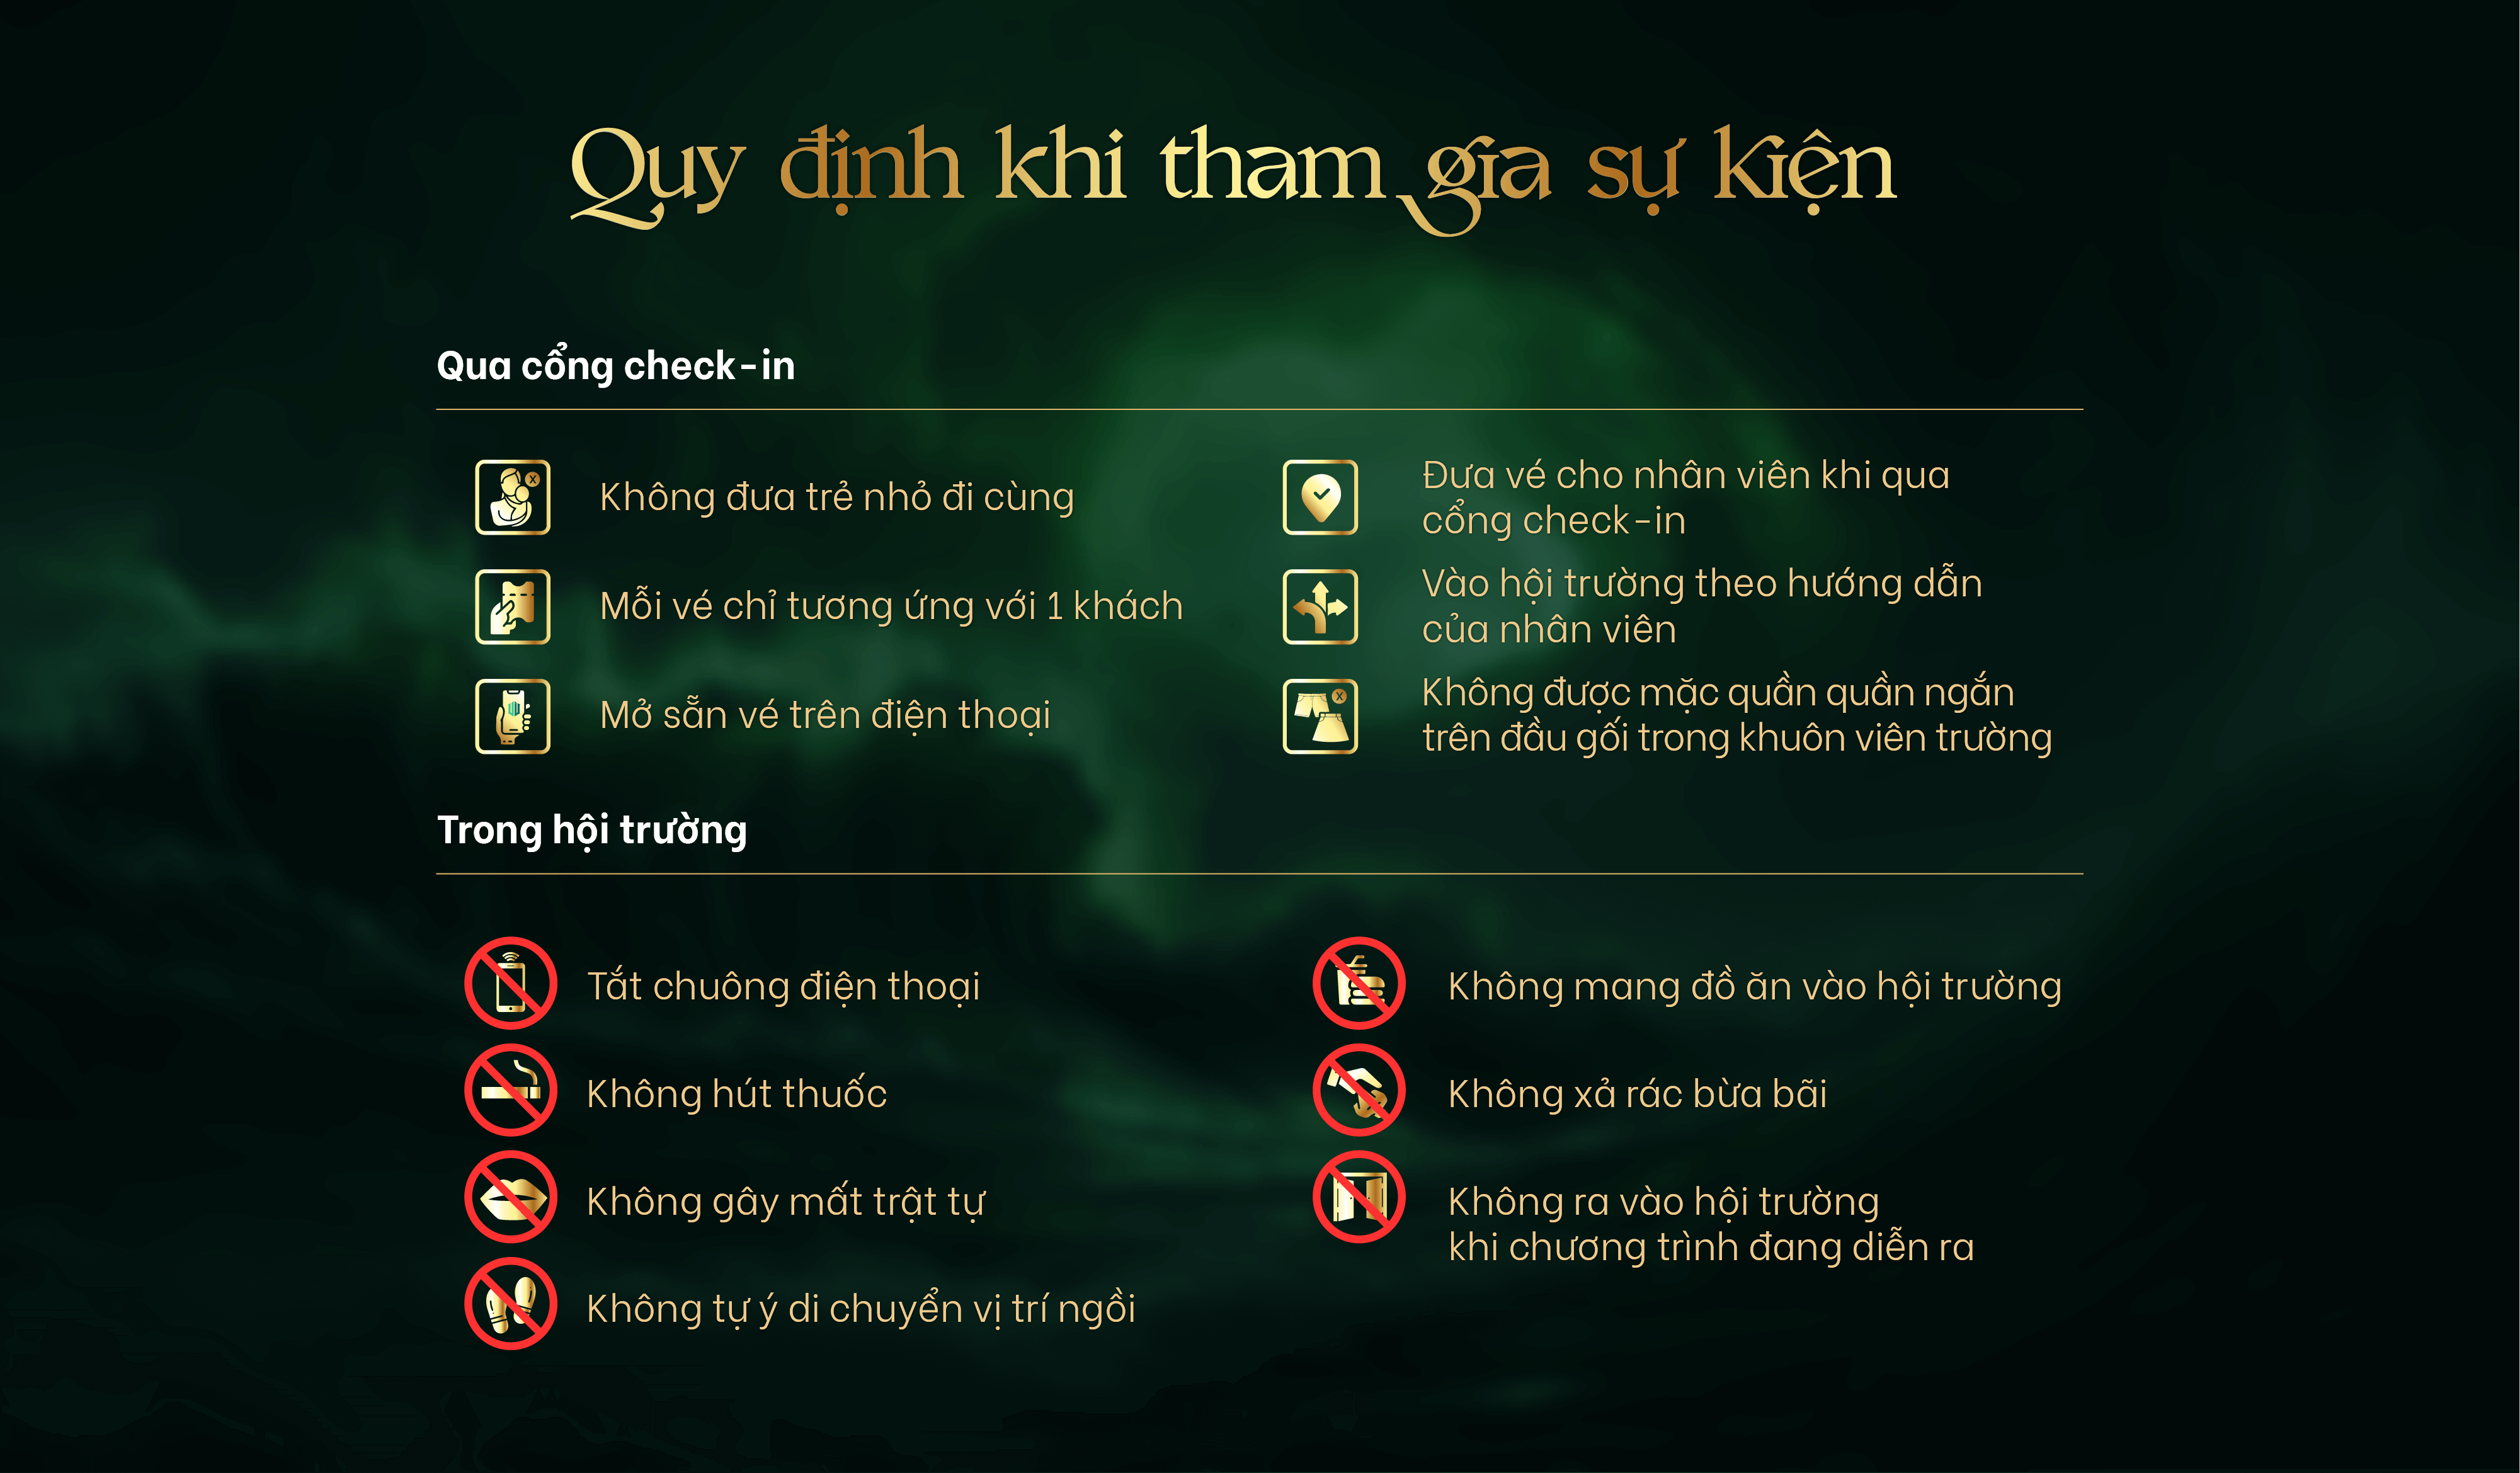 Quy định khi tham gia sự kiện
Qua cổng check-in
Không đưa trẻ nhỏ đi cùng
Mỗi vé chỉ tương ứng với 1 khách
Mở sẵn vé trên điện thoại
Đưa vé cho nhân viên khi qua
cổng check-in
Vào hội trường theo hướng dẫn
của nhân viên
Không được mặc quần quần ngắn
trên đầu gối trong khuôn viên trường
Trong hội trường
Tắt chuông điện thoại
Không hút thuốc
Không gây mất trật tự
Không tự ý di chuyển vị trí ngồi
Không mang đồ ăn vào hội trường
Không xả rác bừa bãi
Không ra vào hội trường
khi chương trình đang diễn ra